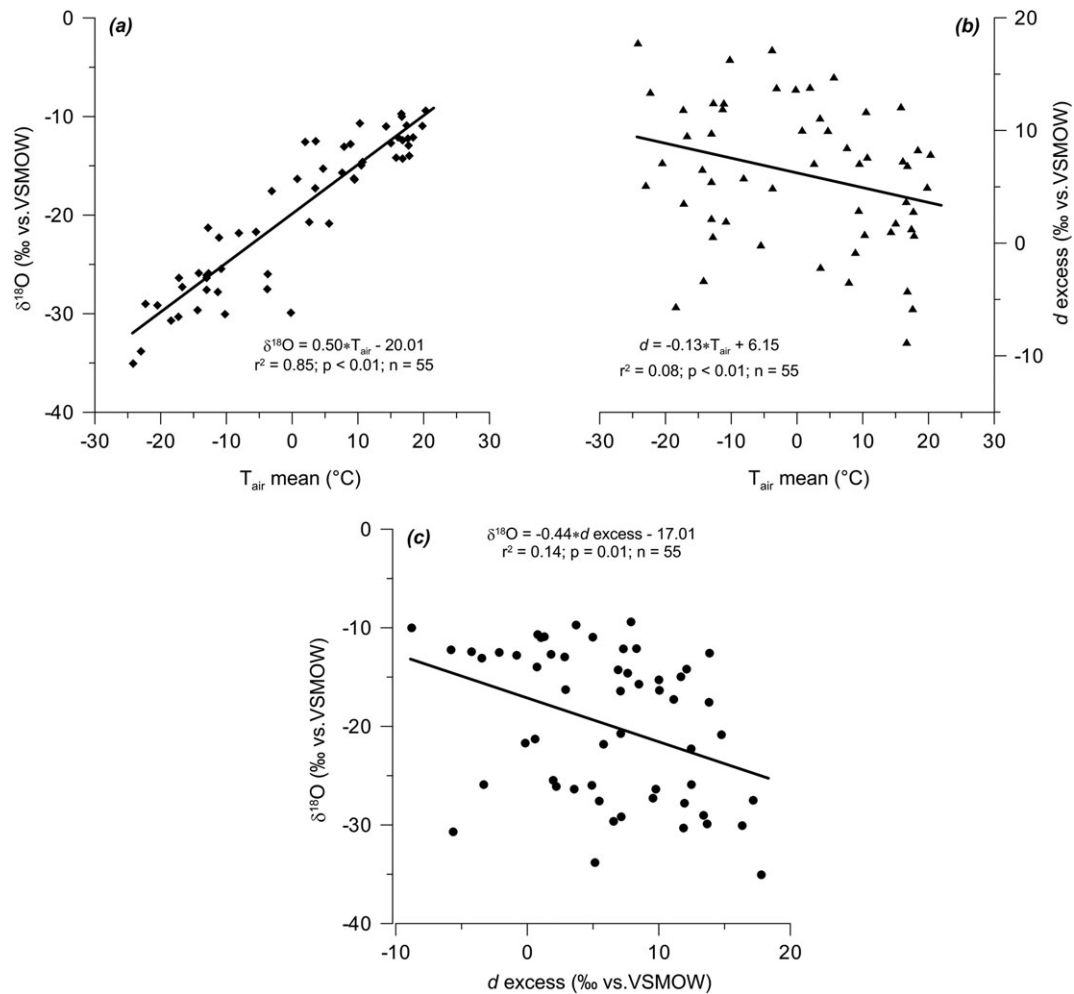 (a)
0
-10
-20
-30
-40
δ¹⁸O (‰ vs.VSMOW)
δ¹⁸O = 0.50*T_air - 20.01
r² = 0.85; p < 0.01; n = 55
-30 -20 -10 0 10 20 30
T_air mean (°C)
(b)
20
10
0
-10
d excess (‰ vs.VSMOW)
d = -0.13*T_air + 6.15
r² = 0.08; p < 0.01; n = 55
-30 -20 -10 0 10 20 30
T_air mean (°C)
(c)
δ¹⁸O = -0.44*d excess - 17.01
r² = 0.14; p = 0.01; n = 55
0
-10
-20
-30
-40
δ¹⁸O (‰ vs.VSMOW)
-10 0 10 20
d excess (‰ vs.VSMOW)